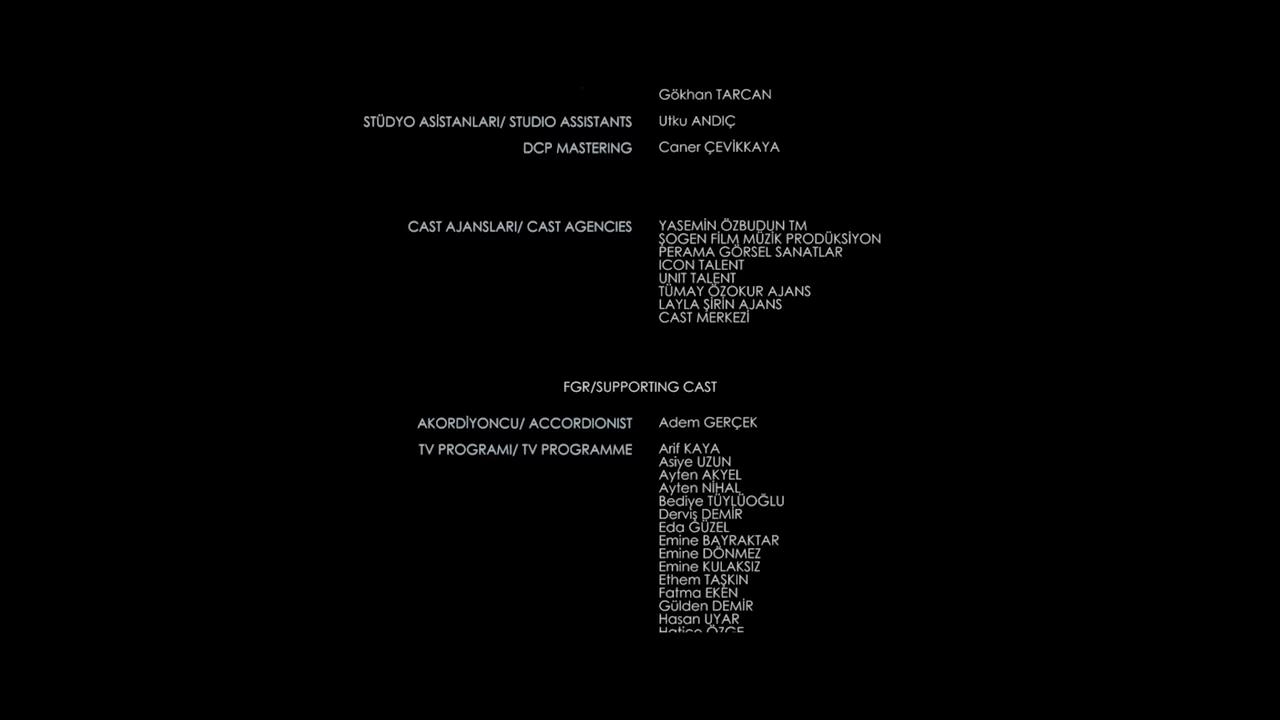 Gökhan TARCAN
STÜDYO ASİSTANLARI/ STUDIO ASSISTANTS Utku ANDIÇ
DCP MASTERING Caner ÇEVİKKAYA
CAST AJANSLARI/ CAST AGENCIES YASEMİN ÖZBUDUN TM
ŞOGEN FİLM MÜZİK PRODÜKSİYON
PERAMA GÖRSEL SANATLAR
ICON TALENT
UNIT TALENT
TÜMAY ÖZOKUR AJANS
LAYLA ŞİRİN AJANS
CAST MERKEZİ
FGR/SUPPORTING CAST
AKORDİYONCU/ ACCORDIONIST Adem GERÇEK
TV PROGRAMI/ TV PROGRAMME Arif KAYA
Asiye UZUN
Ayfen AKYEL
Ayten NİHAL
Bediye TÜYLÜOĞLU
Derviş DEMİR
Eda GÜZEL
Emine BAYRAKTAR
Emine DÖNMEZ
Emine KULAKSIZ
Ethem TAŞKIN
Fatma EKEN
Gülden DEMİR
Hasan UYAR
Hatice ÖZGE